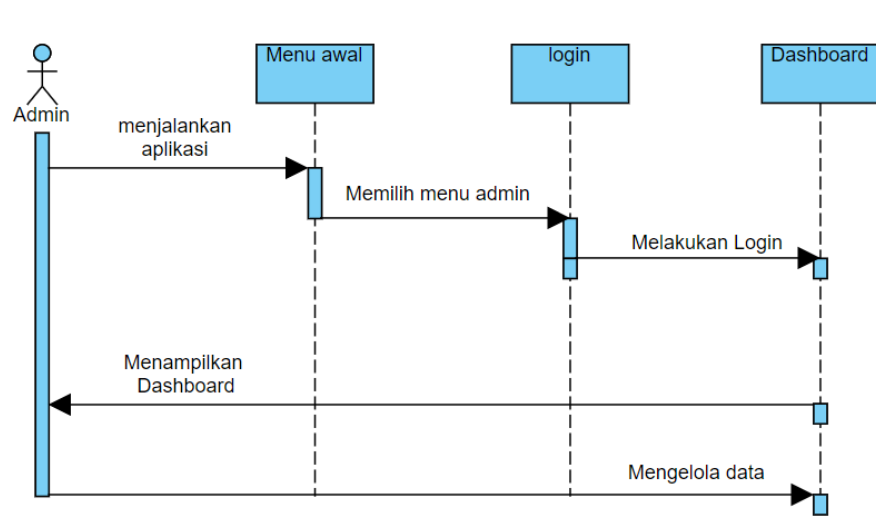 Menu awal
login
Dashboard
Admin
menjalankan
aplikasi
Memilih menu admin
Melakukan Login
Menampilkan
Dashboard
Mengelola data